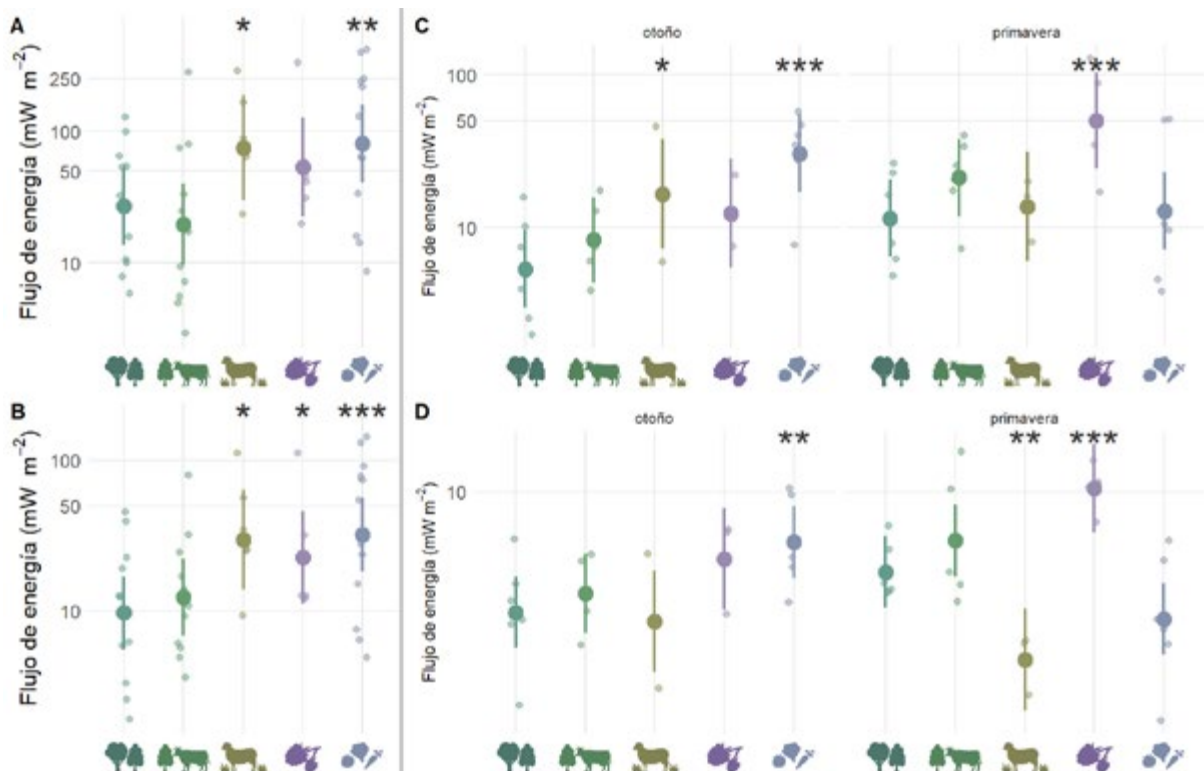 A
* **
Flujo de energía (mW m⁻²)
250
100
50
10
B
* * ***
Flujo de energía (mW m⁻²)
100
50
10
C
otoño primavera
* *** ***
Flujo de energía (mW m⁻²)
100
50
10
D
otoño primavera
** ** ***
Flujo de energía (mW m⁻²)
10